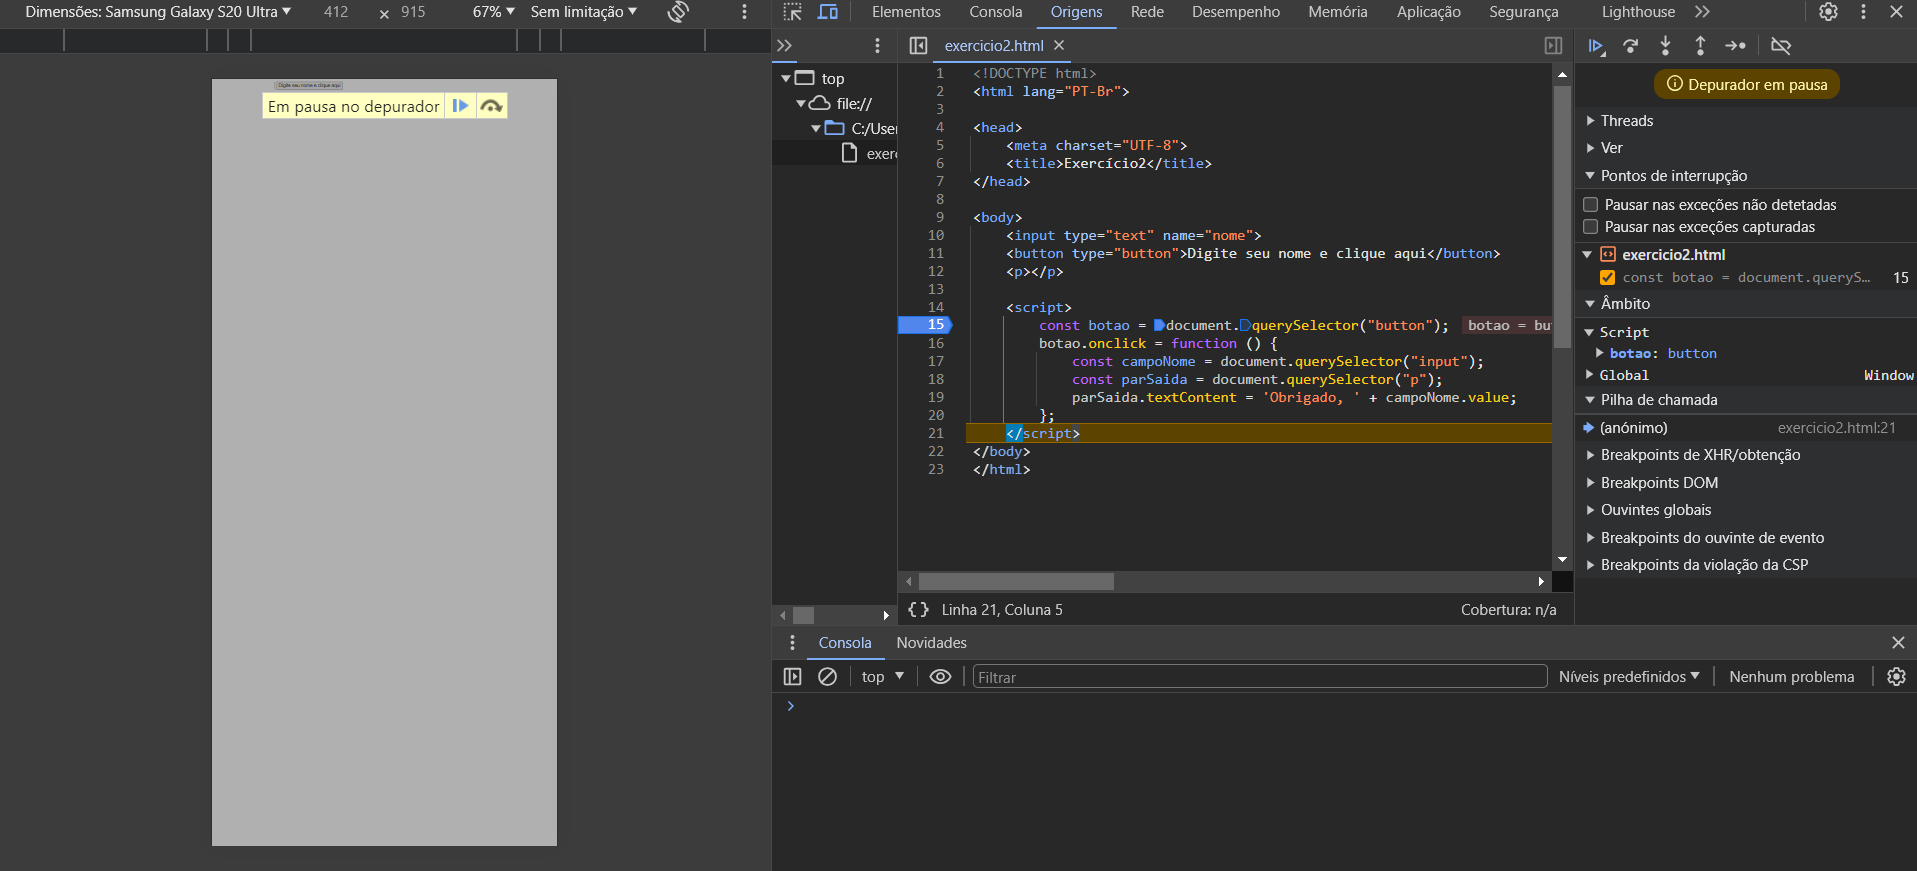 Dimensões: Samsung Galaxy S20 Ultra 412 × 915 67% Sem limitação
Elementos Consola Origens Rede Desempenho Memória Aplicação Segurança Lighthouse
exercicio2.html
top
file://
C:/User
exerc
Digite seu nome e clique aqui
Em pausa no depurador
1 <!DOCTYPE html>
2 <html lang="PT-Br">
3
4 <head>
5 <meta charset="UTF-8">
6 <title>Exercício2</title>
7 </head>
8
9 <body>
10 <input type="text" name="nome">
11 <button type="button">Digite seu nome e clique aqui</button>
12 <p></p>
13
14 <script>
15 const botao = document.querySelector("button"); botao = bu
16 botao.onclick = function () {
17 const campoNome = document.querySelector("input");
18 const parSaida = document.querySelector("p");
19 parSaida.textContent = 'Obrigado, ' + campoNome.value;
20 };
21 </script>
22 </body>
23 </html>
Linha 21, Coluna 5 Cobertura: n/a
Depurador em pausa
Threads
Ver
Pontos de interrupção
Pausar nas exceções não detetadas
Pausar nas exceções capturadas
exercicio2.html
const botao = document.queryS… 15
Âmbito
Script
botao: button
Global Window
Pilha de chamada
(anónimo) exercicio2.html:21
Breakpoints de XHR/obtenção
Breakpoints DOM
Ouvintes globais
Breakpoints do ouvinte de evento
Breakpoints da violação da CSP
Consola Novidades
top Filtrar Níveis predefinidos Nenhum problema